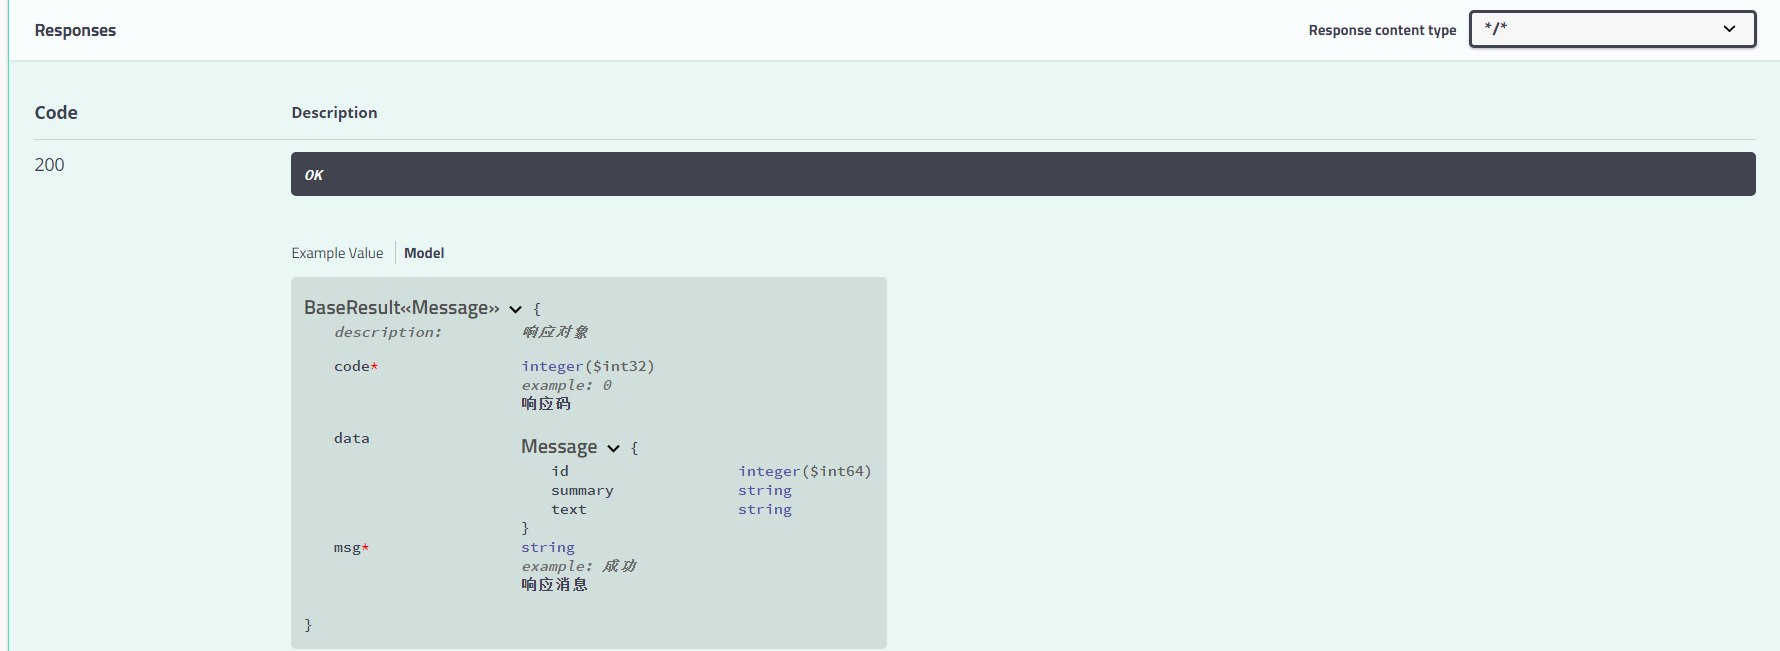 Responses
Response content type */*
Code Description
200 OK
Example Value Model
BaseResult«Message» {
description: 响应对象
code* integer($int32)
example: 0
响应码
data Message {
id integer($int64)
summary string
text string
}
msg* string
example: 成功
响应消息
}